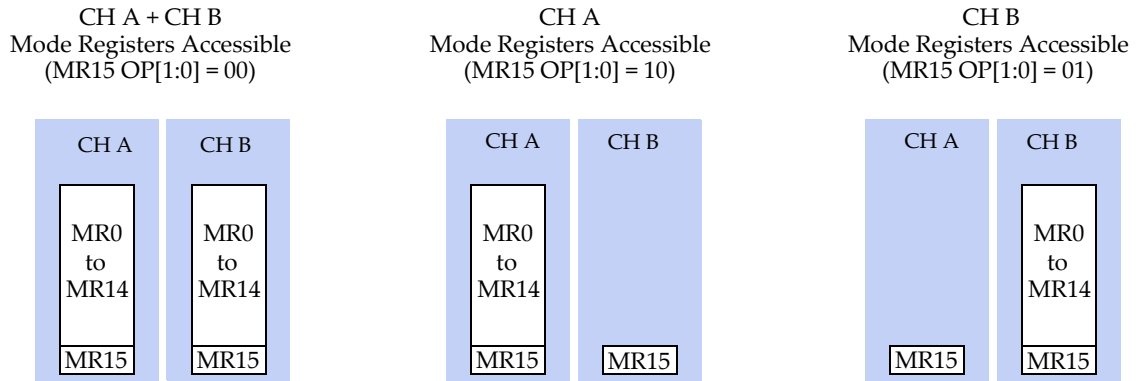 CH A + CH B
Mode Registers Accessible
(MR15 OP[1:0] = 00)
CH A
CH B
MR0
to
MR14
MR15
MR0
to
MR14
MR15
CH A
Mode Registers Accessible
(MR15 OP[1:0] = 10)
CH A
CH B
MR0
to
MR14
MR15
MR15
CH B
Mode Registers Accessible
(MR15 OP[1:0] = 01)
CH A
CH B
MR15
MR0
to
MR14
MR15